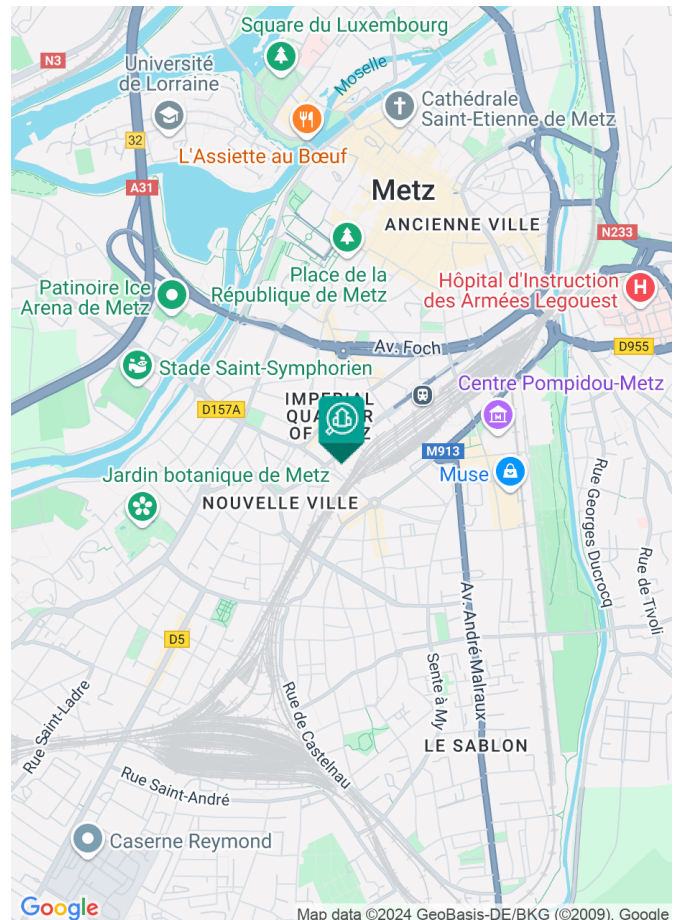 Square du Luxembourg
N3
Université
de Lorraine
Moselle
Cathédrale
Saint-Etienne de Metz
32
L'Assiette au Bœuf
A31
Metz
ANCIENNE VILLE
N233
Place de la
République de Metz
Hôpital d'Instruction
des Armées Legouest
Patinoire Ice
Arena de Metz
Av. Foch
D955
Stade Saint-Symphorien
Centre Pompidou-Metz
IMPERIAL
D157A
OF
M913
Jardin botanique de Metz
Muse
NOUVELLE VILLE
Rue Georges Ducrocq
Rue de Tivoli
Av. André Malraux
D5
Sente à My
Rue Saint-Ladre
Rue de Castelnau
LE SABLON
Rue Saint-André
Caserne Reymond
Google
Map data ©2024 GeoBasis-DE/BKG (©2009), Google